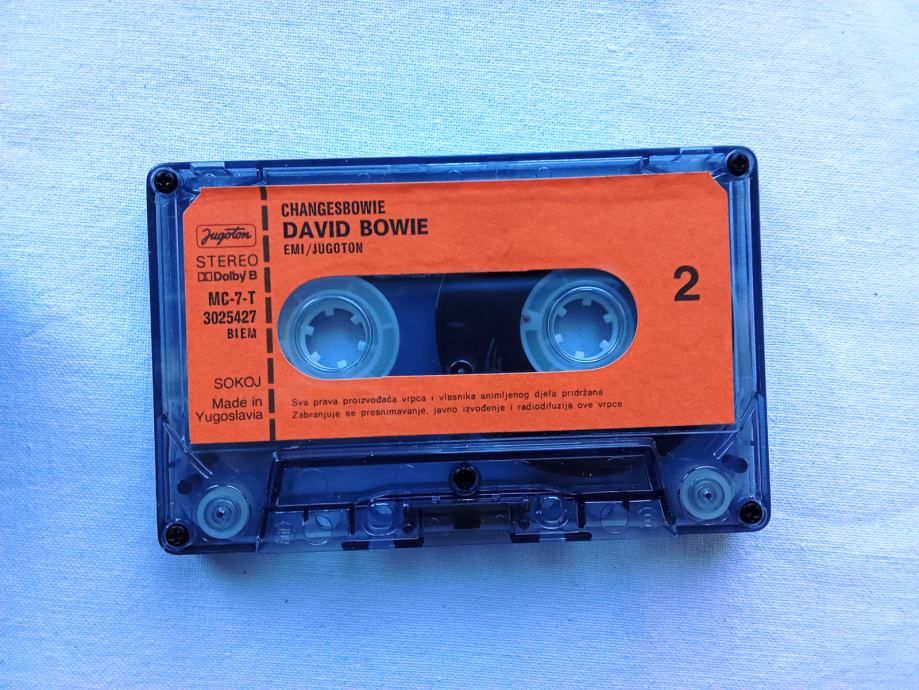 CHANGESBOWIE
DAVID BOWIE
EMI/JUGOTON
Jugoton
STEREO
Dolby B
MC-7-T
3025427
BIEM
2
SOKOJ
Made in
Yugoslavia
Sva prava proizvođača vrpca i vlasnika snimljenog djela pridržana
Zabranjuje se presnimavanje, javno izvođenje i radiodifuzija ove vrpce